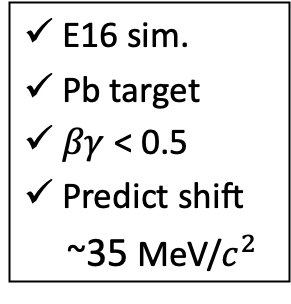 ✓ E16 sim.
✓ Pb target
✓ βγ < 0.5
✓ Predict shift
~35 MeV/c²